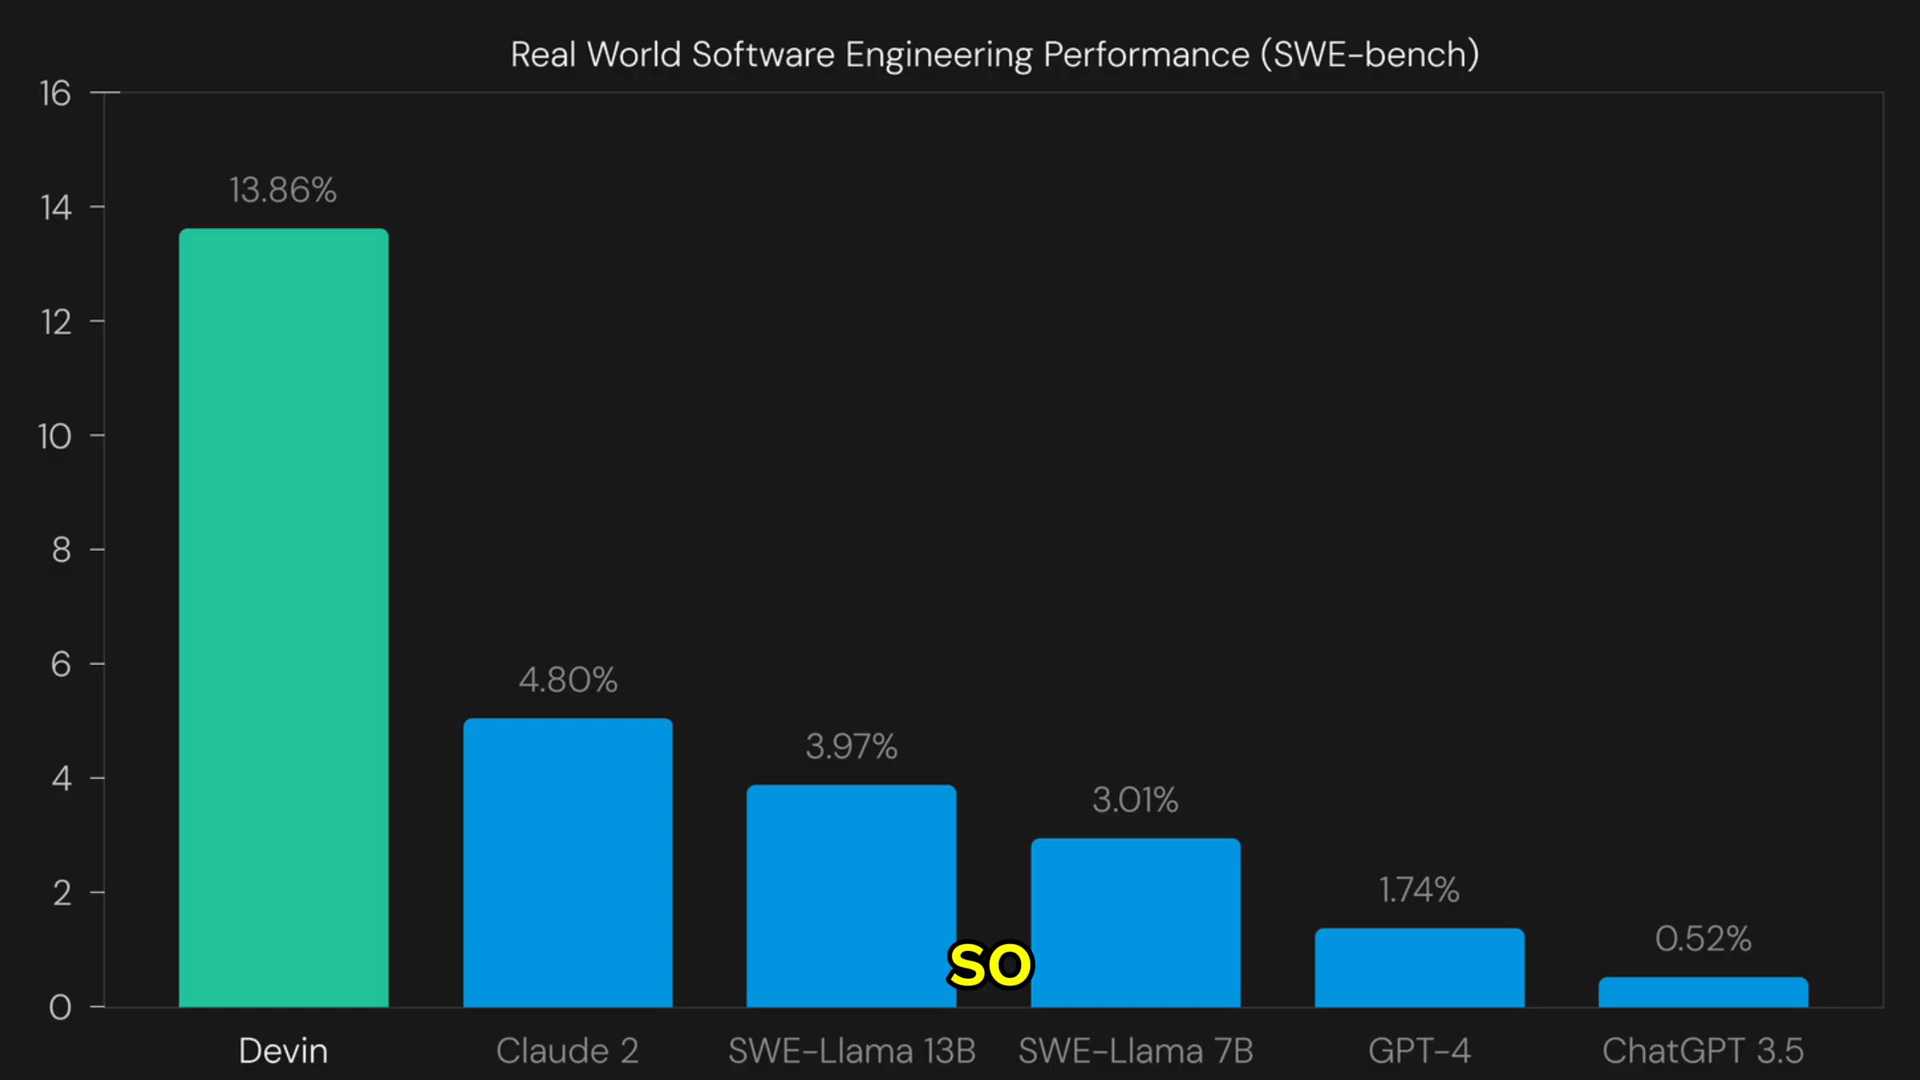 Real World Software Engineering Performance (SWE-bench)
16
14
12
10
8
6
4
2
0
13.86%
4.80%
3.97%
3.01%
1.74%
0.52%
SO
Devin
Claude 2
SWE-Llama 13B
SWE-Llama 7B
GPT-4
ChatGPT 3.5